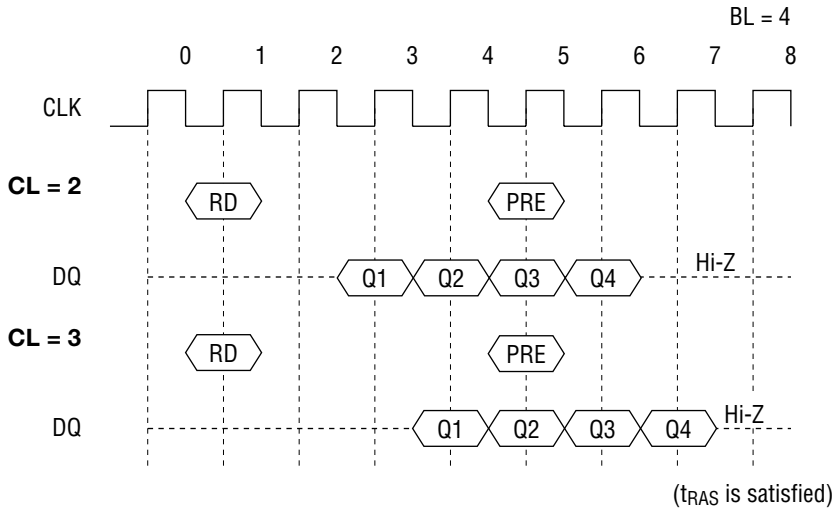 BL = 4
0 1 2 3 4 5 6 7 8
CLK
CL = 2
RD PRE
DQ Q1 Q2 Q3 Q4 Hi-Z
CL = 3
RD PRE
DQ Q1 Q2 Q3 Q4 Hi-Z
(tRAS is satisfied)